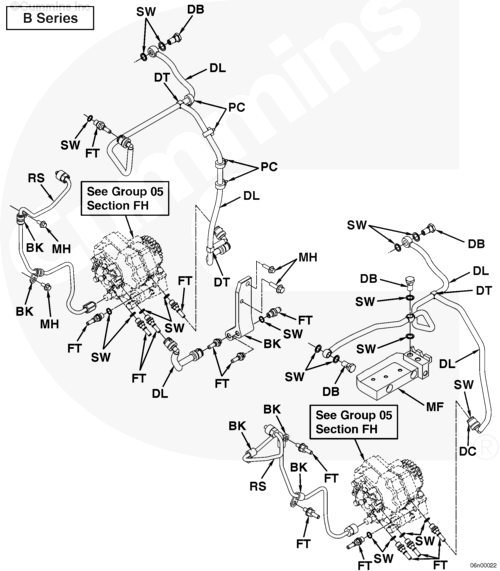 © Cummins Inc.
B Series
SW
DB
DL
DT
PC
SW
FT
PC
RS
See Group 05
Section FH
DL
SW
DB
BK
MH
MH
DB
DL
DT
DT
SW
BK
MH
FT
FT
SW
SW
SW
FT
SW
BK
DL
FT
FT
DL
SW
DB
MF
SW
BK
See Group 05
Section FH
BK
DC
BK
RS
FT
FT
SW
SW
FT
FT
06n00022
Cummins
®